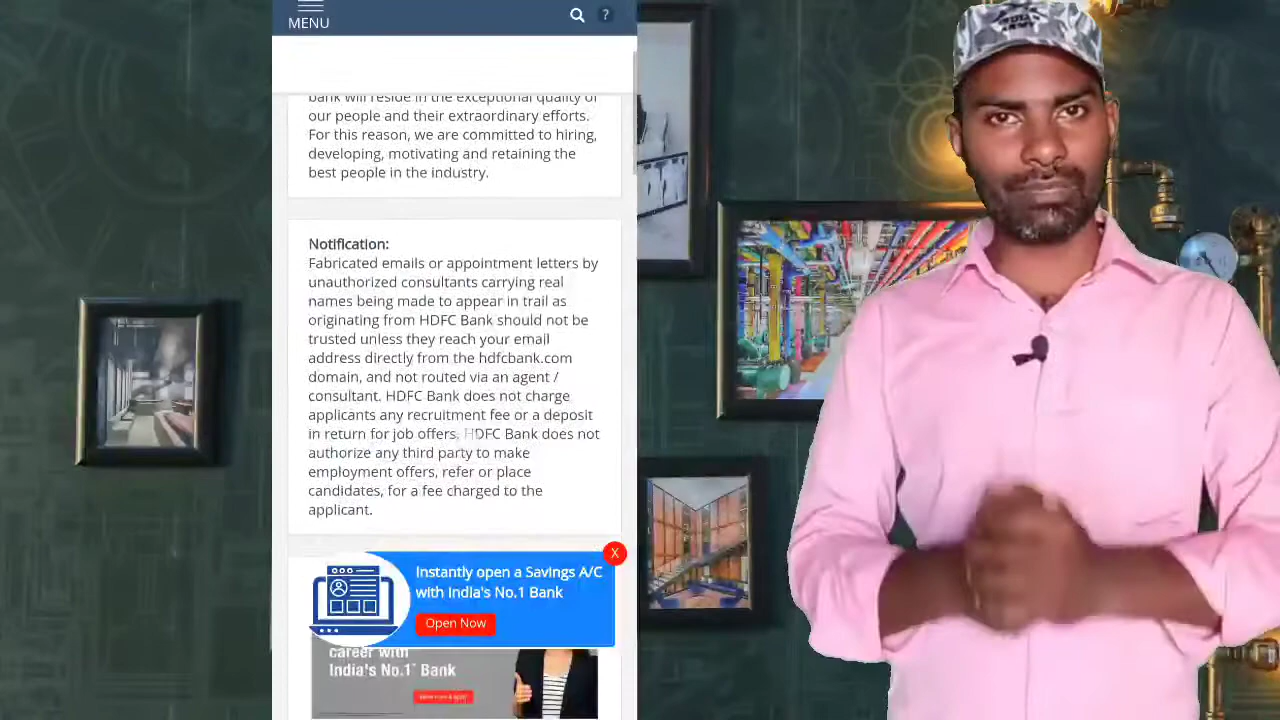 MENU
?
bank will reside in the exceptional quality of
our people and their extraordinary efforts.
For this reason, we are committed to hiring,
developing, motivating and retaining the
best people in the industry.
Notification:
Fabricated emails or appointment letters by
unauthorized consultants carrying real
names being made to appear in trail as
originating from HDFC Bank should not be
trusted unless they reach your email
address directly from the hdfcbank.com
domain, and not routed via an agent /
consultant. HDFC Bank does not charge
applicants any recruitment fee or a deposit
in return for job offers. HDFC Bank does not
authorize any third party to make
employment offers, refer or place
candidates, for a fee charged to the
applicant.
X
Instantly open a Savings A/C
with India's No.1 Bank
Open Now
career with
India's No.1* Bank